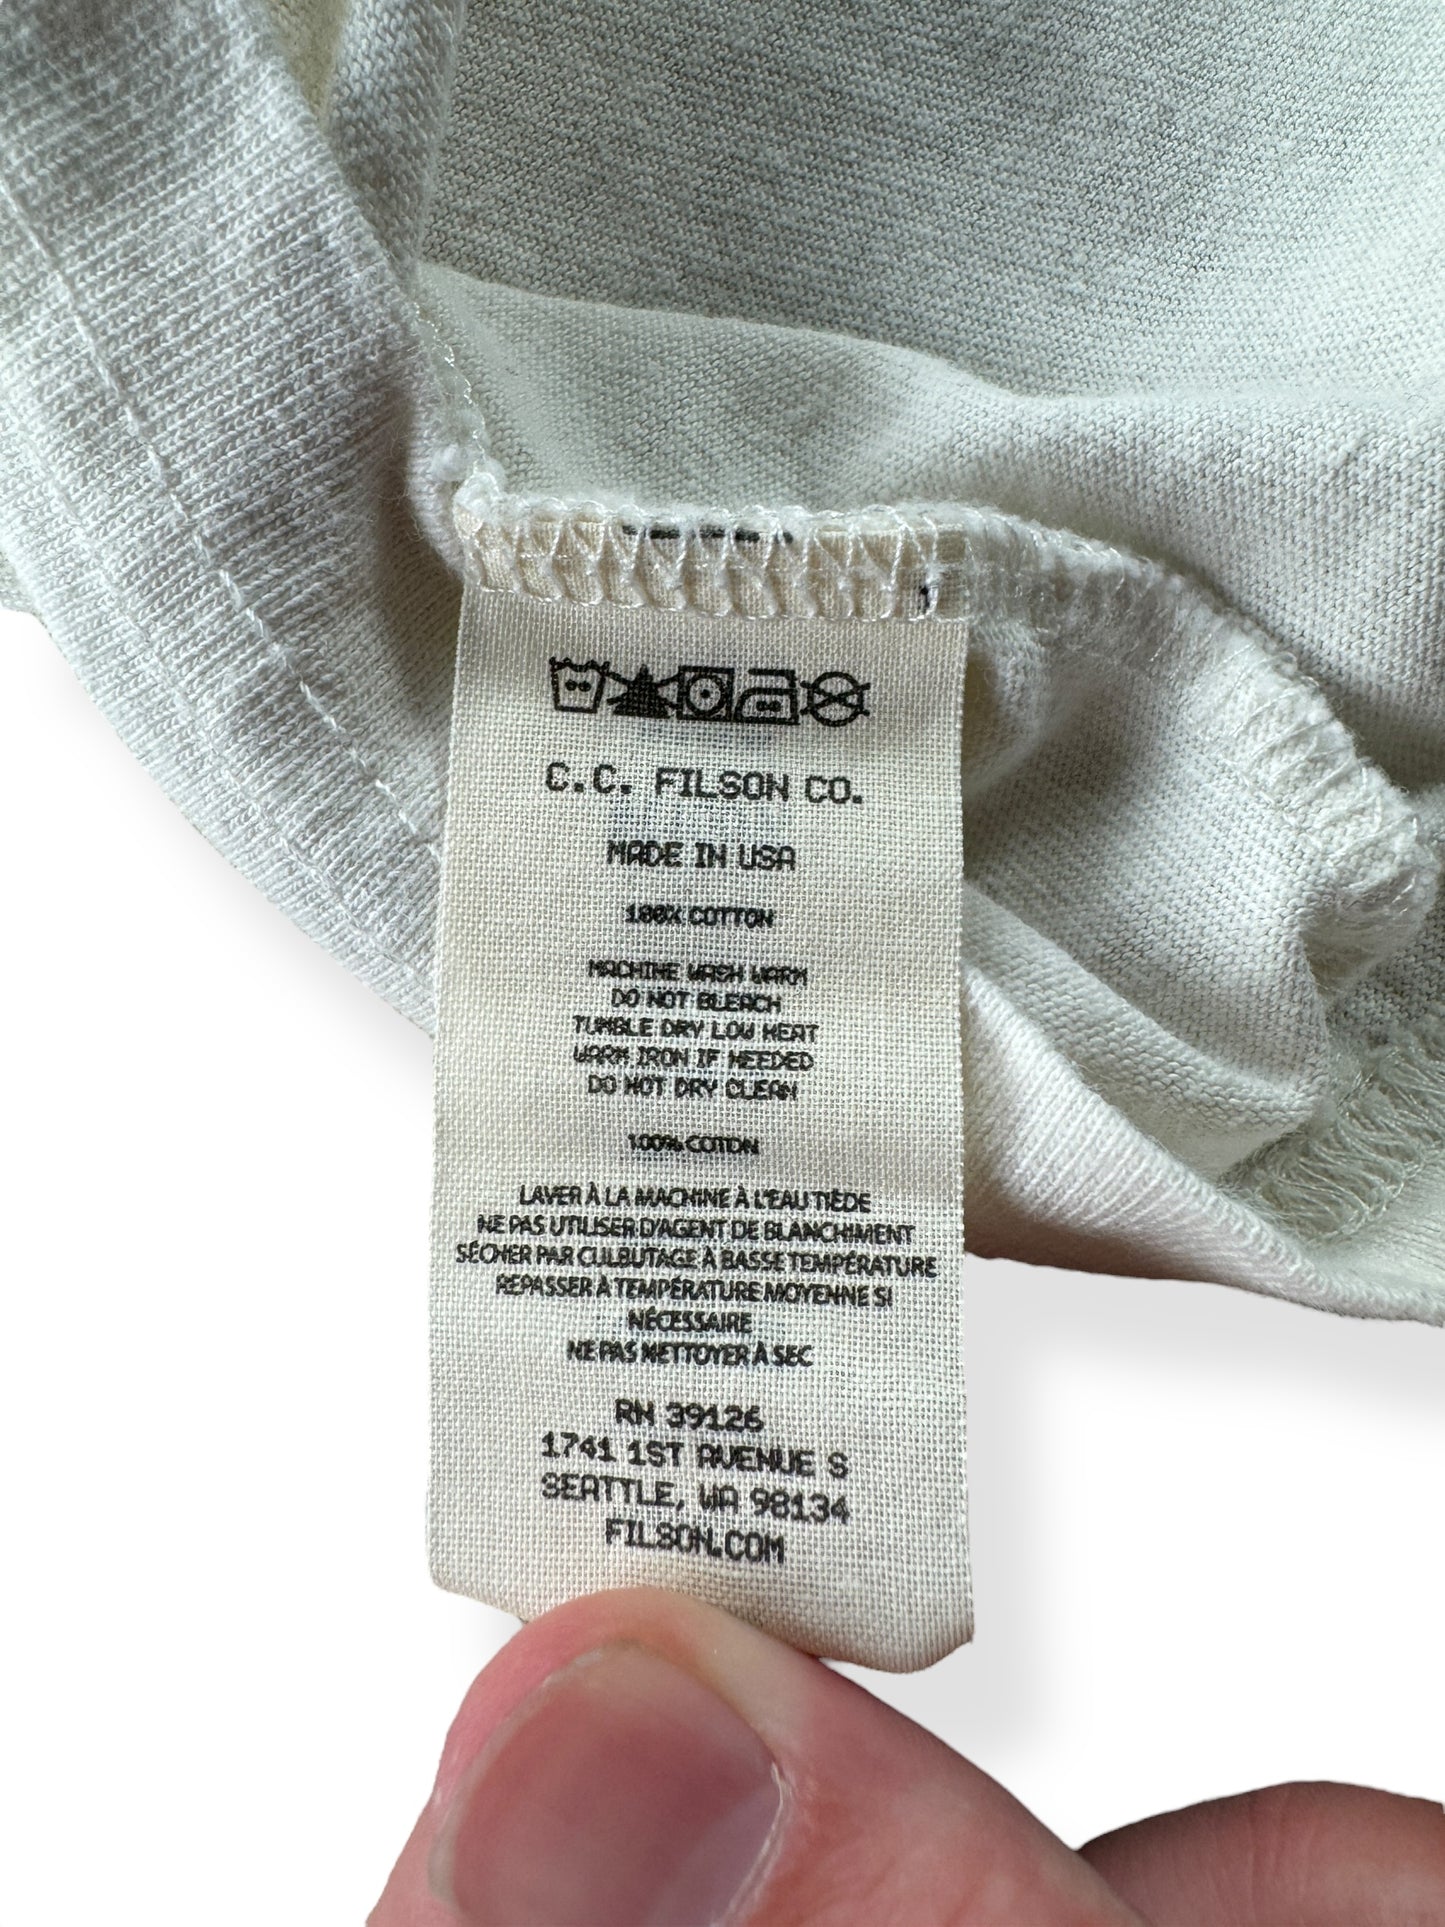 C.C. FILSON CO.
MADE IN USA
100% COTTON
MACHINE WASH WARM
DO NOT BLEACH
TUMBLE DRY LOW HEAT
WARM IRON IF NEEDED
DO NOT DRY CLEAN
100% COTTON
LAVER À LA MACHINE À L'EAU TIÈDE
NE PAS UTILISER D'AGENT DE BLANCHIMENT
SÉCHER PAR CULBUTAGE À BASSE TEMPÉRATURE
REPASSER À TEMPÉRATURE MOYENNE SI
NÉCESSAIRE
NE PAS NETTOYER À SEC
RN 39126
1741 1ST AVENUE S
SEATTLE, WA 98134
FILSON.COM